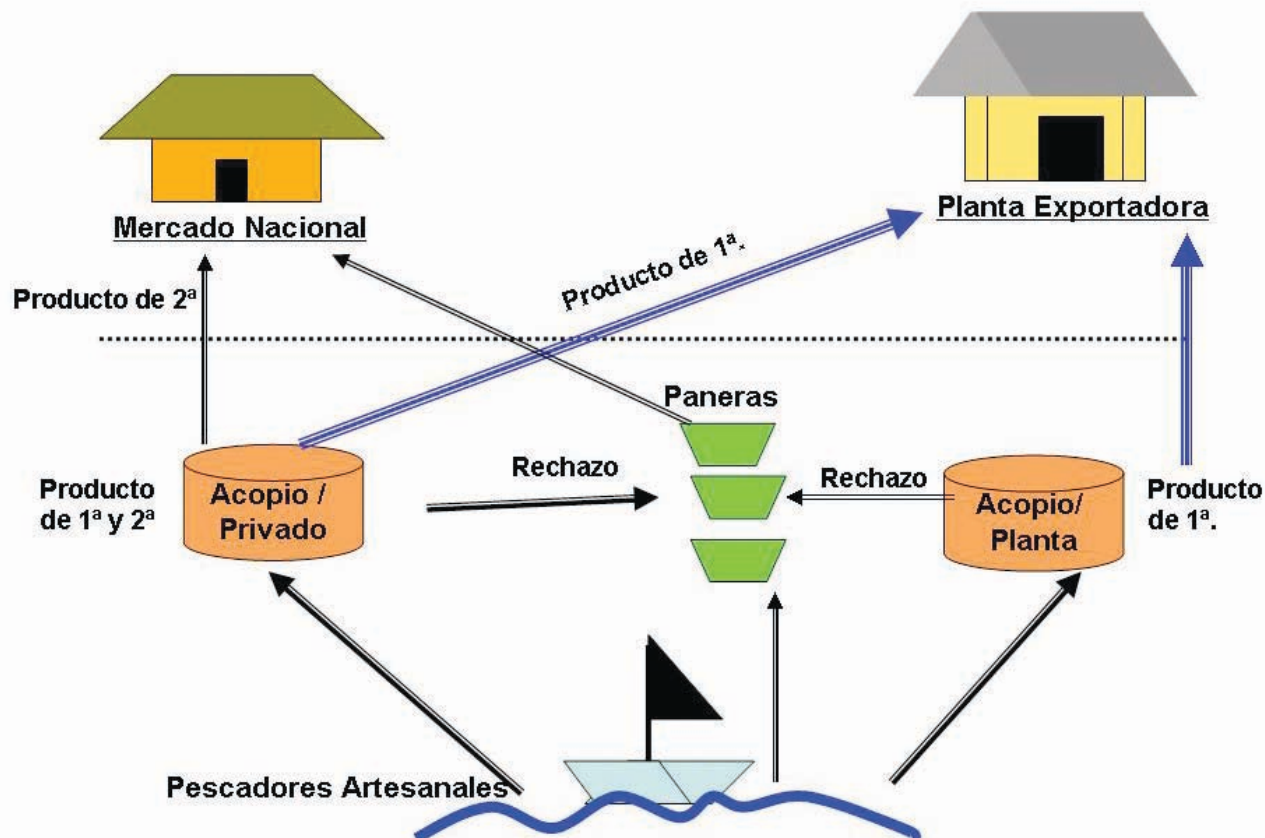 Mercado Nacional
Planta Exportadora
Producto de 2ª
Producto de 1ª.
Paneras
Producto
de 1ª y 2ª
Acopio /
Privado
Rechazo
Rechazo
Acopio/
Planta
Producto
de 1ª.
Pescadores Artesanales